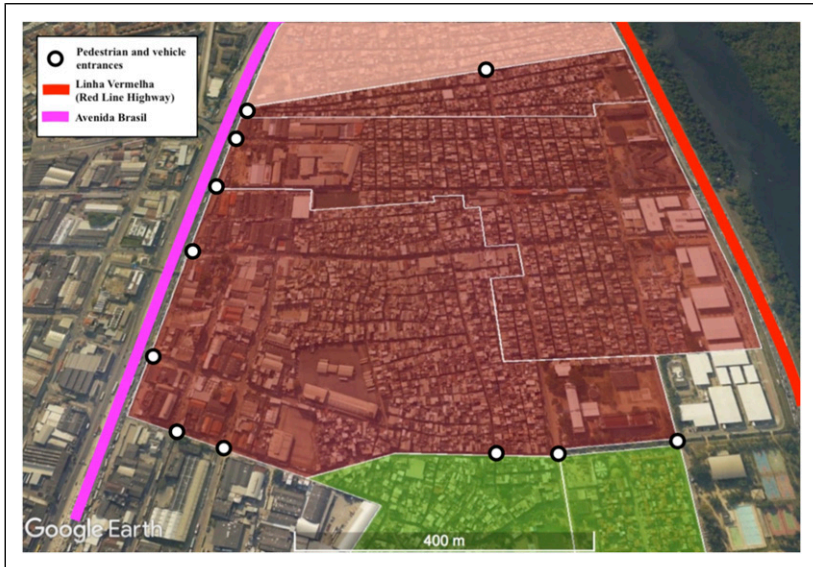 Pedestrian and vehicle
entrances
Linha Vermelha
(Red Line Highway)
Avenida Brasil
Google Earth
400 m